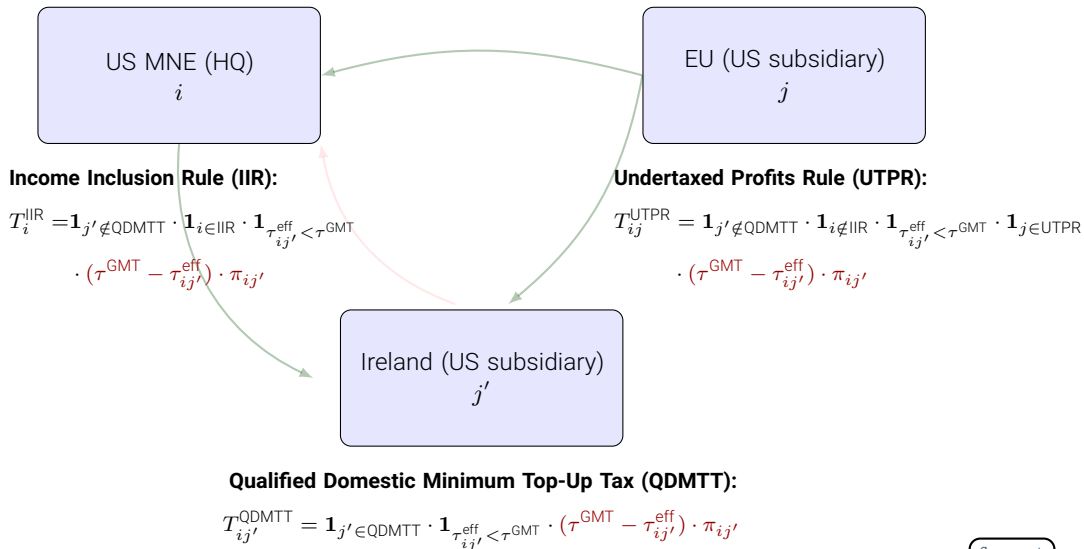 US MNE (HQ)
i
EU (US subsidiary)
j
Income Inclusion Rule (IIR):
T_i^{IIR} = 𝟏_{j′∉QDMTT} · 𝟏_{i∈IIR} · 𝟏_{τ_{ij′}^{eff} < τ^{GMT}}
· (τ^{GMT} − τ_{ij′}^{eff}) · π_{ij′}
Undertaxed Profits Rule (UTPR):
T_{ij}^{UTPR} = 𝟏_{j′∉QDMTT} · 𝟏_{i∉IIR} · 𝟏_{τ_{ij′}^{eff} < τ^{GMT}} · 𝟏_{j∈UTPR}
· (τ^{GMT} − τ_{ij′}^{eff}) · π_{ij′}
Ireland (US subsidiary)
j′
Qualified Domestic Minimum Top-Up Tax (QDMTT):
T_{ij′}^{QDMTT} = 𝟏_{j′∈QDMTT} · 𝟏_{τ_{ij′}^{eff} < τ^{GMT}} · (τ^{GMT} − τ_{ij′}^{eff}) · π_{ij′}